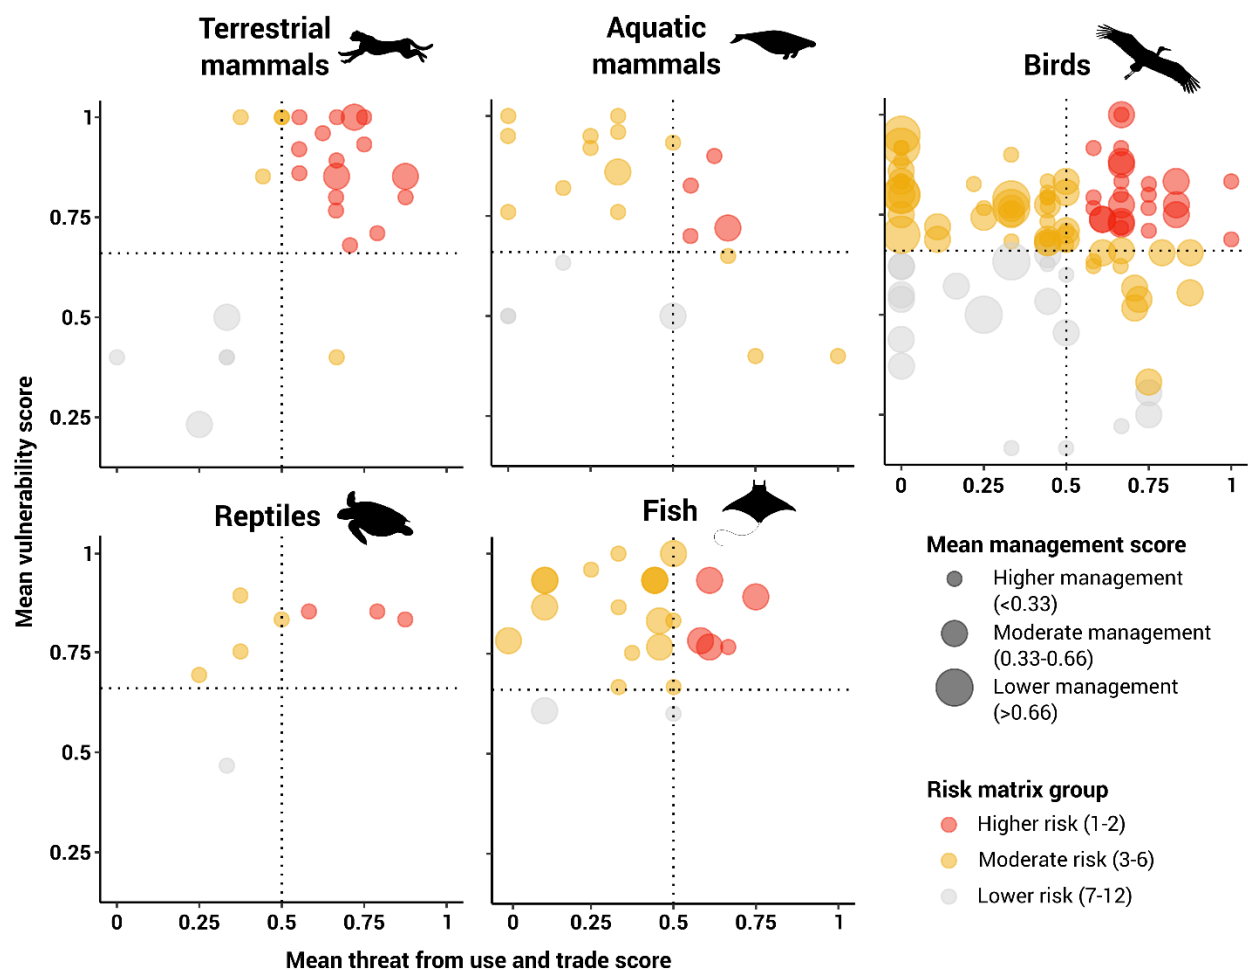 Terrestrial
mammals
Aquatic
mammals
Birds
1
0.75
0.5
0.25
0 0.25 0.5 0.75 1
Mean vulnerability score
Reptiles
Fish
1
0.75
0.5
0.25
0 0.25 0.5 0.75 1
0 0.25 0.5 0.75 1
Mean threat from use and trade score
Mean management score
Higher management
(<0.33)
Moderate management
(0.33-0.66)
Lower management
(>0.66)
Risk matrix group
Higher risk (1-2)
Moderate risk (3-6)
Lower risk (7-12)